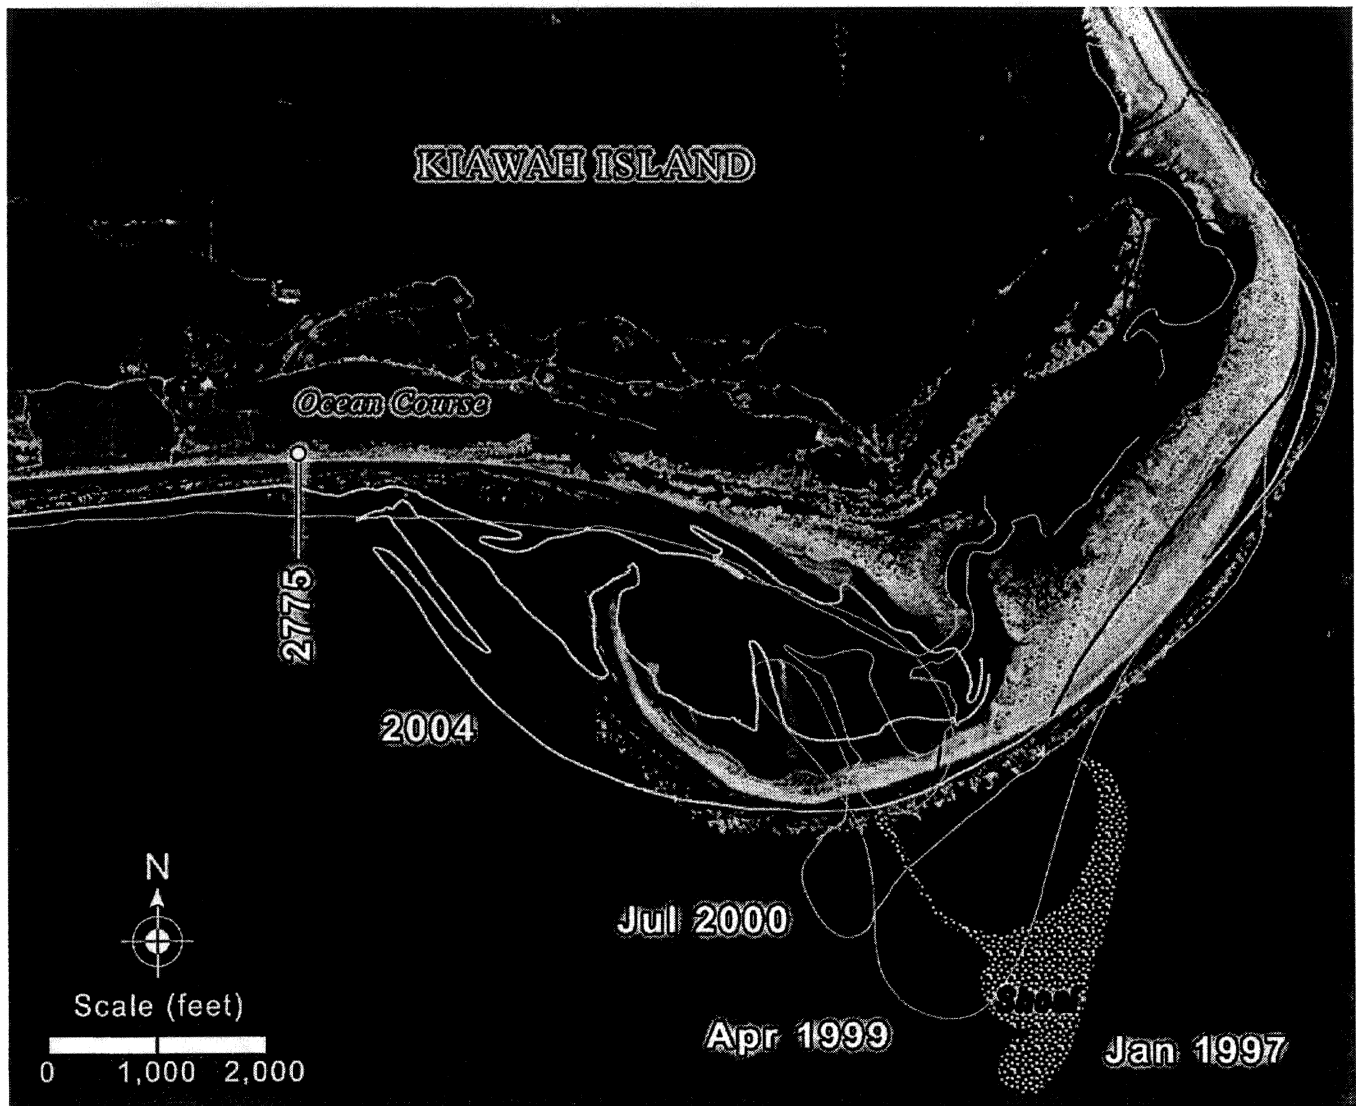 KIAWAH ISLAND
Ocean Course
2775
2004
Jul 2000
Shoal
Apr 1999
Jan 1997
N
Scale (feet)
0 1,000 2,000